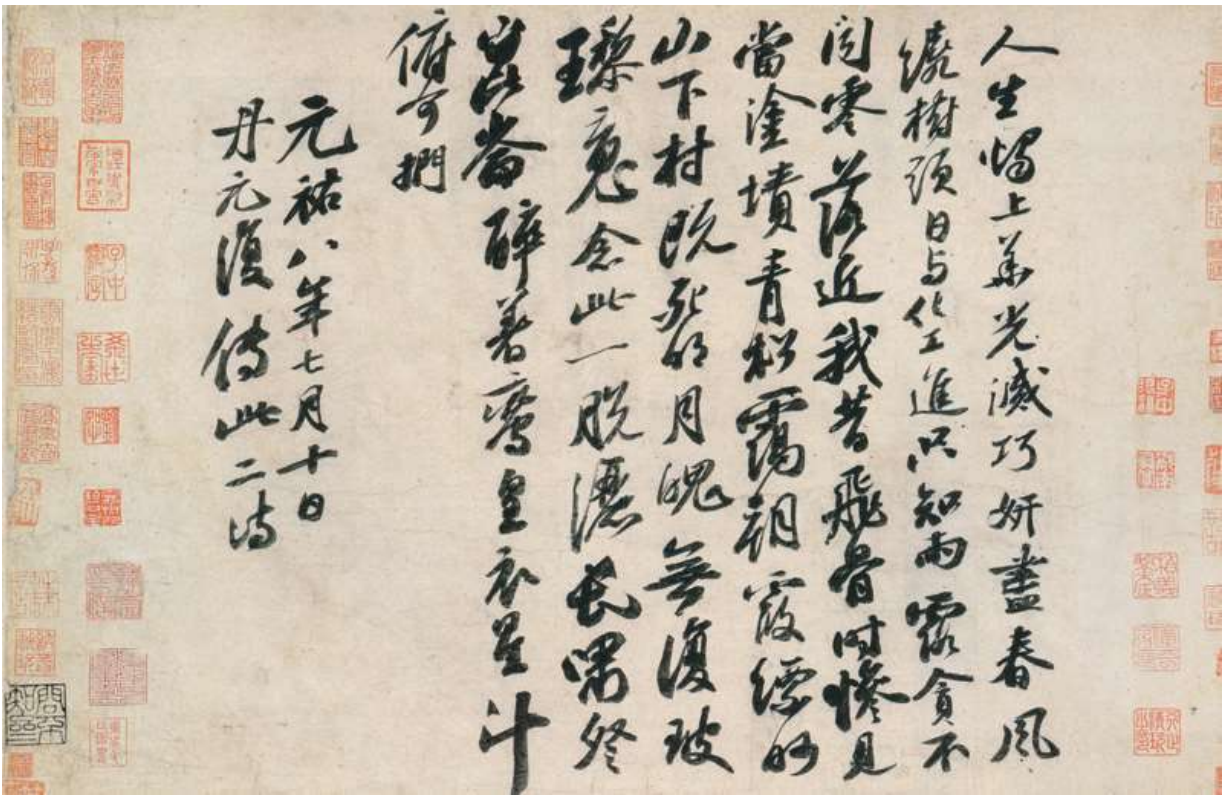 人生燭上華光滅巧妍盡春風
繞樹頭日與化工進只知雨露貪不
聞零落近我昔飛骨時慘見
當塗墳青松靄朝霞縹緲
山下村既死明月魄無復玻
瓈魂念此一脫灑長嘯登
崑崙醉著鸞皇衣星斗
俯可捫
元祐八年七月十日
丹元復傳此二詩